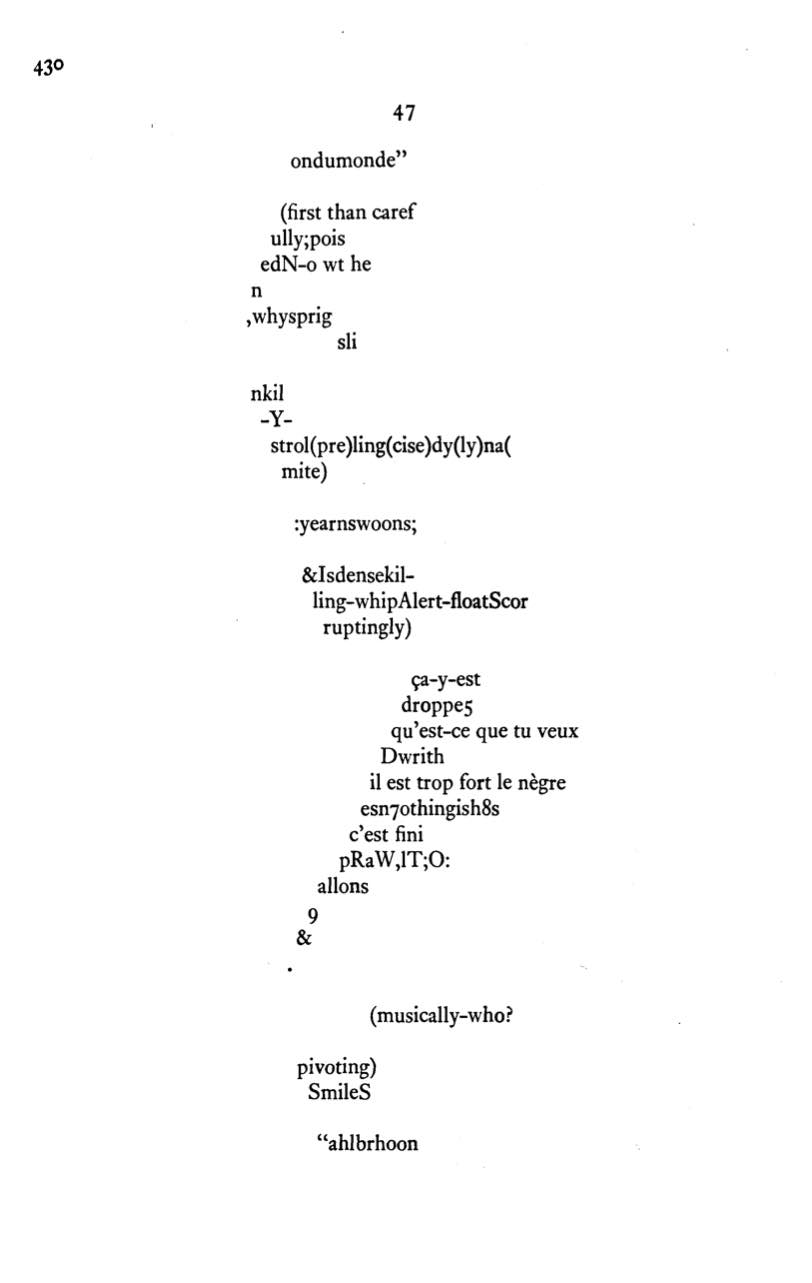 430
47
ondumonde”
(first than caref
ully;pois
edN-o wt he
n
,whysprig
sli
nkil
-Y-
strol(pre)ling(cise)dy(ly)na(
mite)
:yearnswoons;
&Isdensekil-
ling-whipAlert-floatScor
ruptingly)
ça-y-est
droppe5
qu’est-ce que tu veux
Dwrith
il est trop fort le nègre
esn7othingish8s
c’est fini
pRaW,lT;O:
allons
9
&
.
(musically-who?
pivoting)
SmileS
“ahlbrhoon